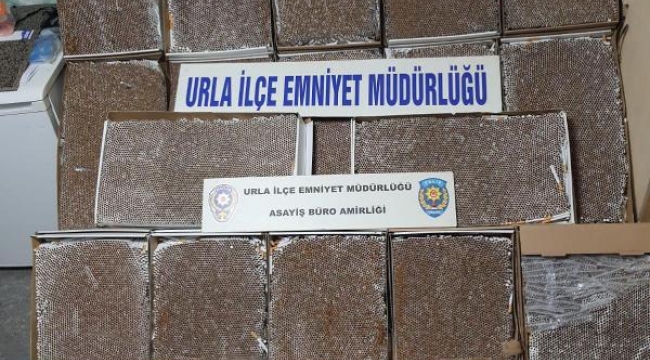 URLA İLÇE EMNİYET MÜDÜRLÜĞÜ
URLA İLÇE EMNİYET MÜDÜRLÜĞÜ
ASAYİŞ BÜRO AMİRLİĞİ